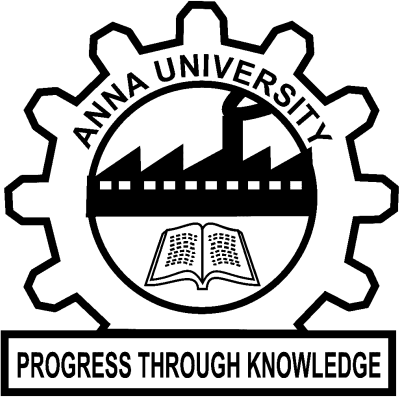 ANNA UNIVERSITY
PROGRESS THROUGH KNOWLEDGE